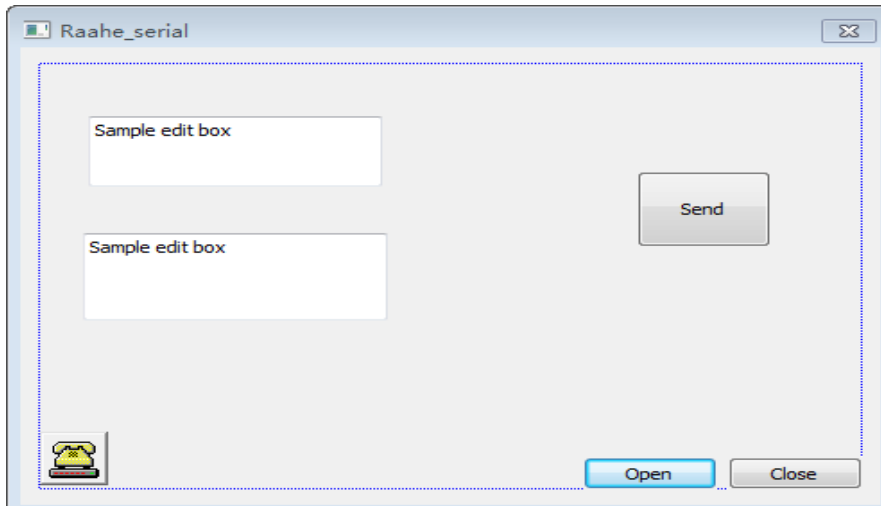 Raahe_serial
Sample edit box
Send
Sample edit box
Open
Close